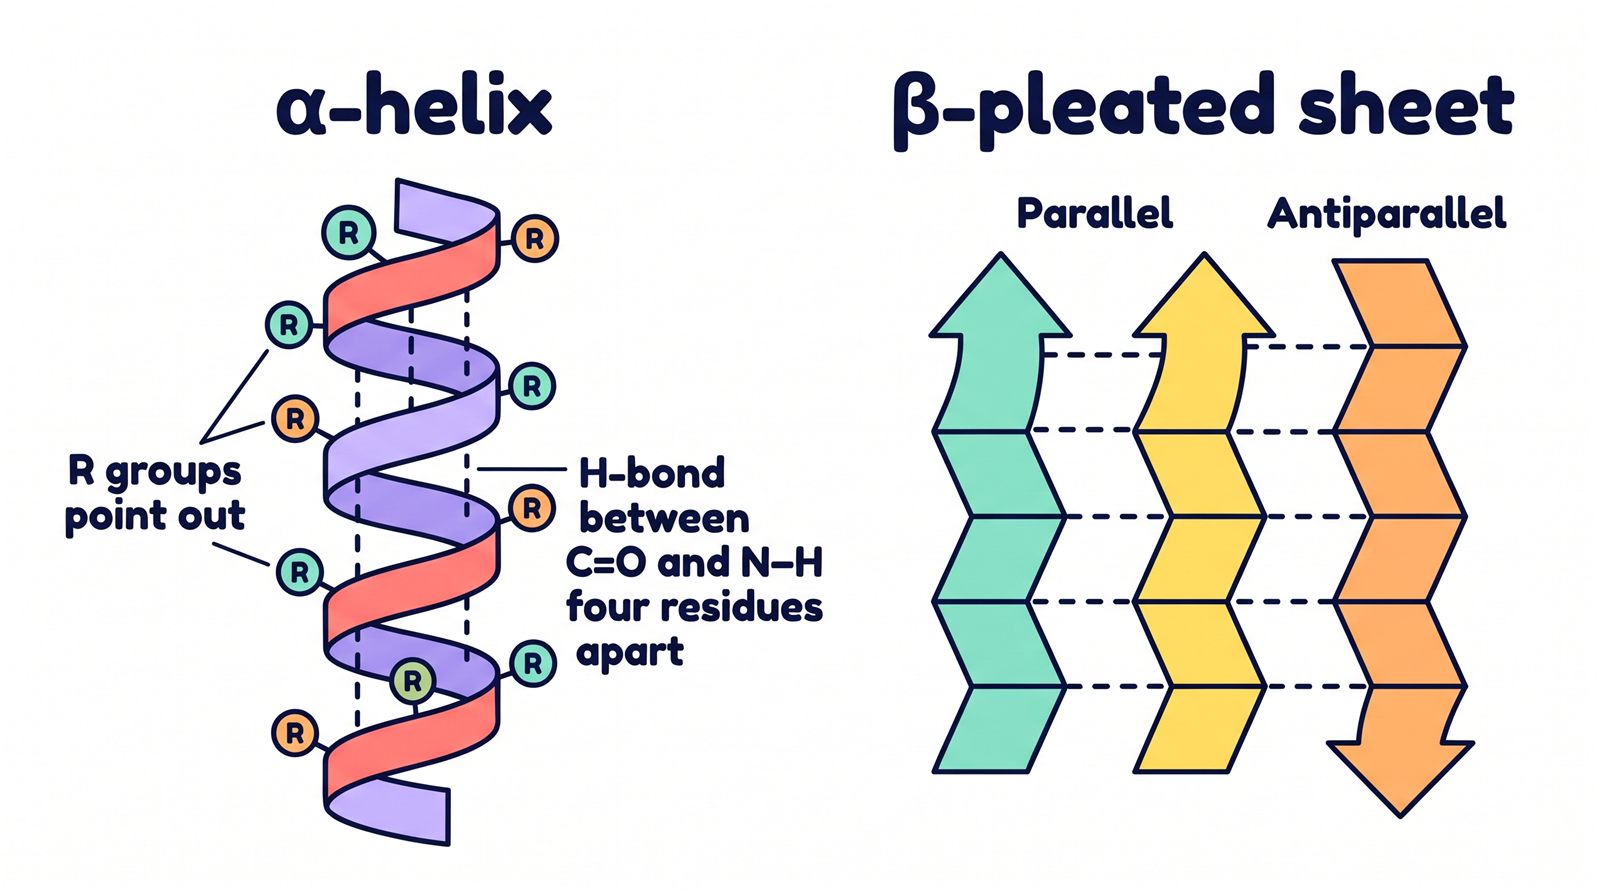 α-helix
R
R
R
R
R
R groups
point out
R
R
R
R
R
H-bond
between
C=O and N–H
four residues
apart
β-pleated sheet
Parallel
Antiparallel